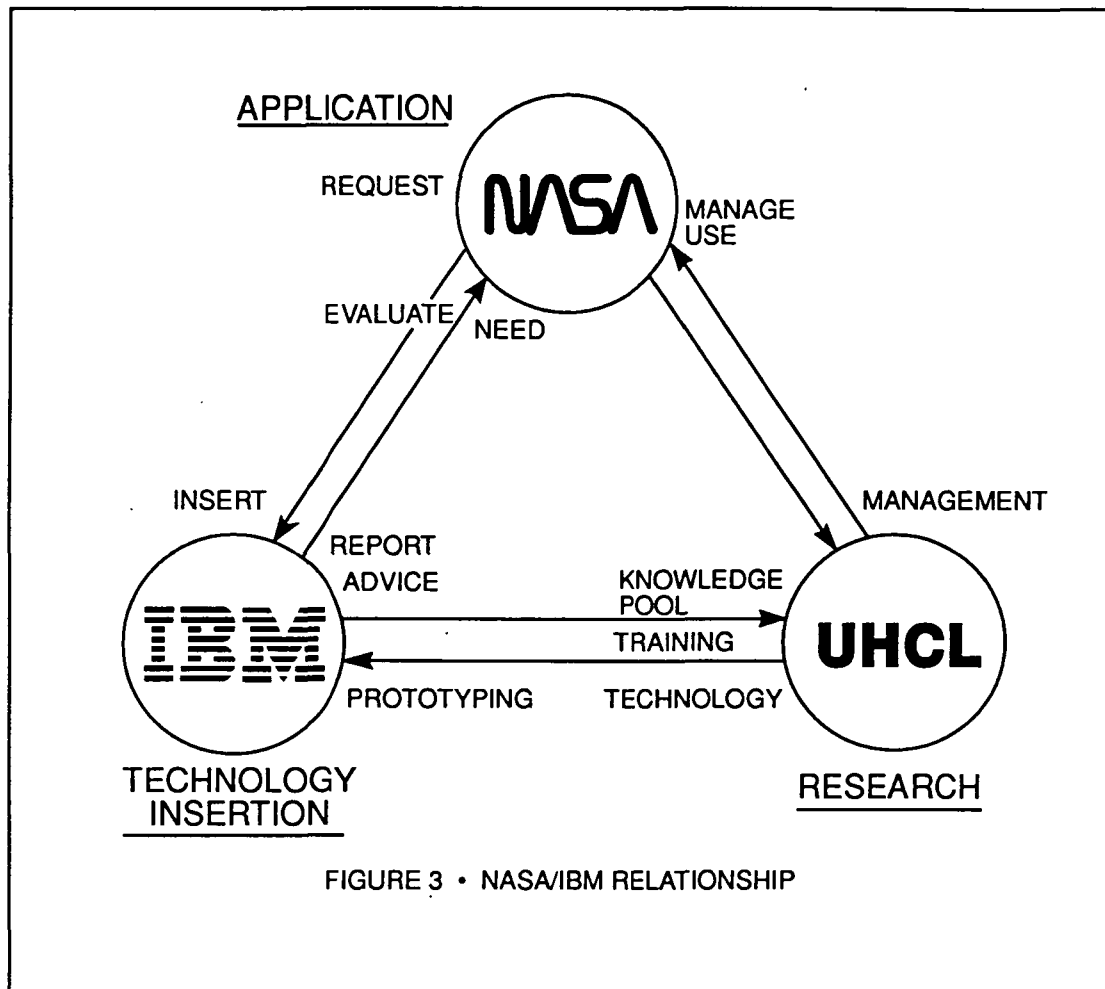 APPLICATION
REQUEST
NASA
MANAGE
USE
EVALUATE
NEED
INSERT
MANAGEMENT
REPORT
ADVICE
KNOWLEDGE
POOL
IBM
TRAINING
UHCL
PROTOTYPING
TECHNOLOGY
TECHNOLOGY
INSERTION
RESEARCH
FIGURE 3 • NASA/IBM RELATIONSHIP